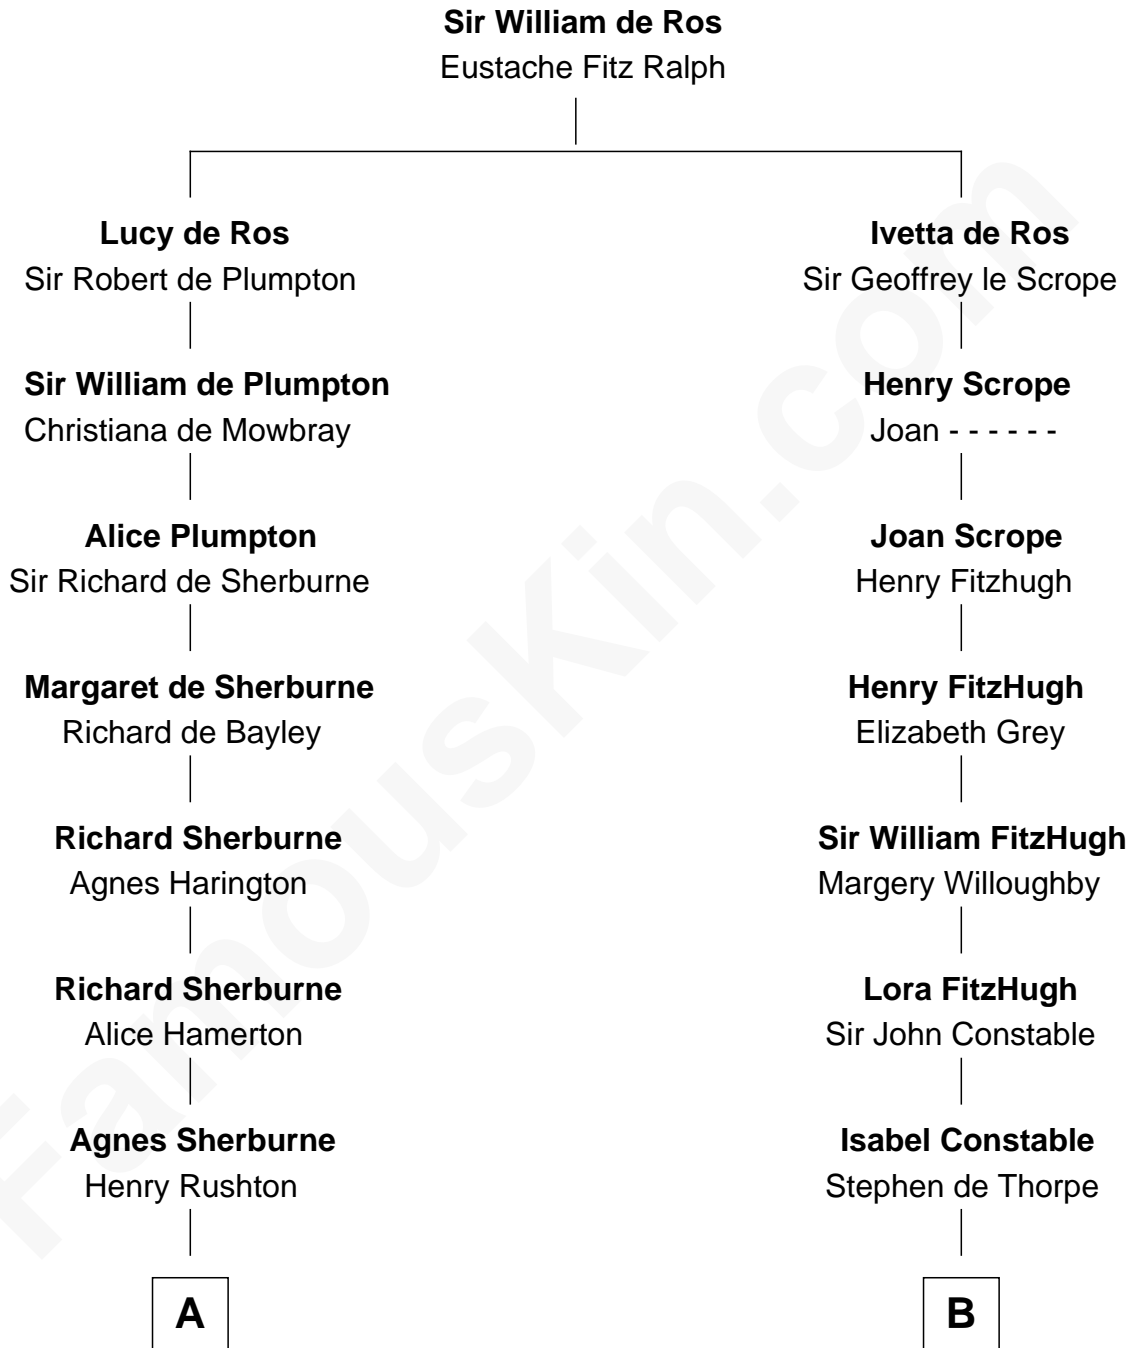 Sir William de Ros
Eustache Fitz Ralph
Lucy de Ros
Sir Robert de Plumpton
Ivetta de Ros
Sir Geoffrey le Scrope
Sir William de Plumpton
Christiana de Mowbray
Henry Scrope
Joan - - - - - -
Alice Plumpton
Sir Richard de Sherburne
Joan Scrope
Henry Fitzhugh
Margaret de Sherburne
Richard de Bayley
Henry FitzHugh
Elizabeth Grey
Richard Sherburne
Agnes Harington
Sir William FitzHugh
Margery Willoughby
Richard Sherburne
Alice Hamerton
Lora FitzHugh
Sir John Constable
Agnes Sherburne
Henry Rushton
Isabel Constable
Stephen de Thorpe
A
B
FamousKin.com